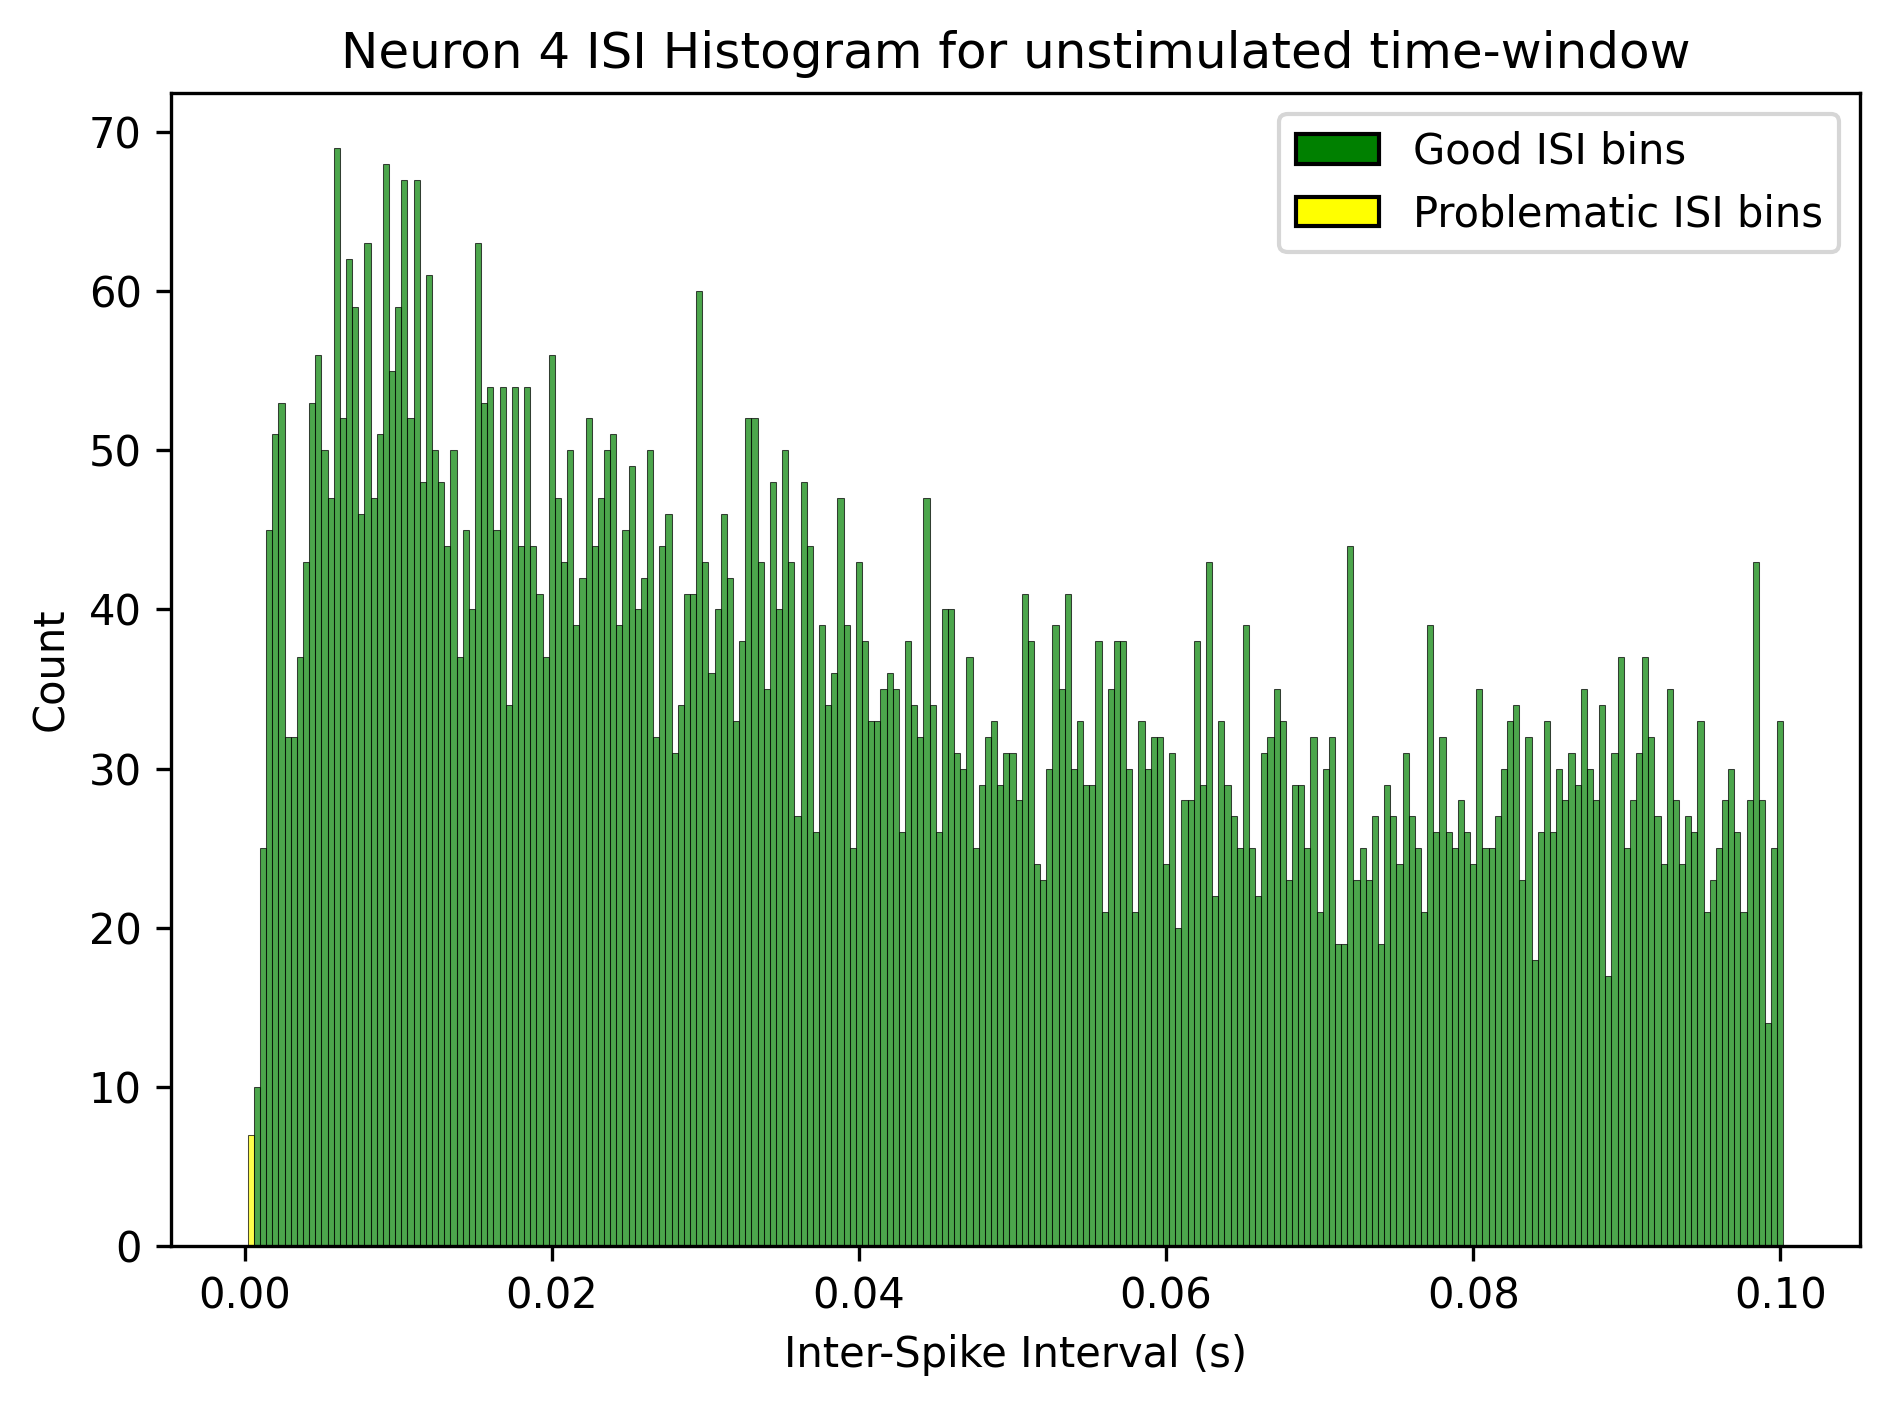 Neuron 4 ISI Histogram for unstimulated time-window
Good ISI bins
Problematic ISI bins
70
60
50
40
30
20
10
0
Count
0.00 0.02 0.04 0.06 0.08 0.10
Inter-Spike Interval (s)